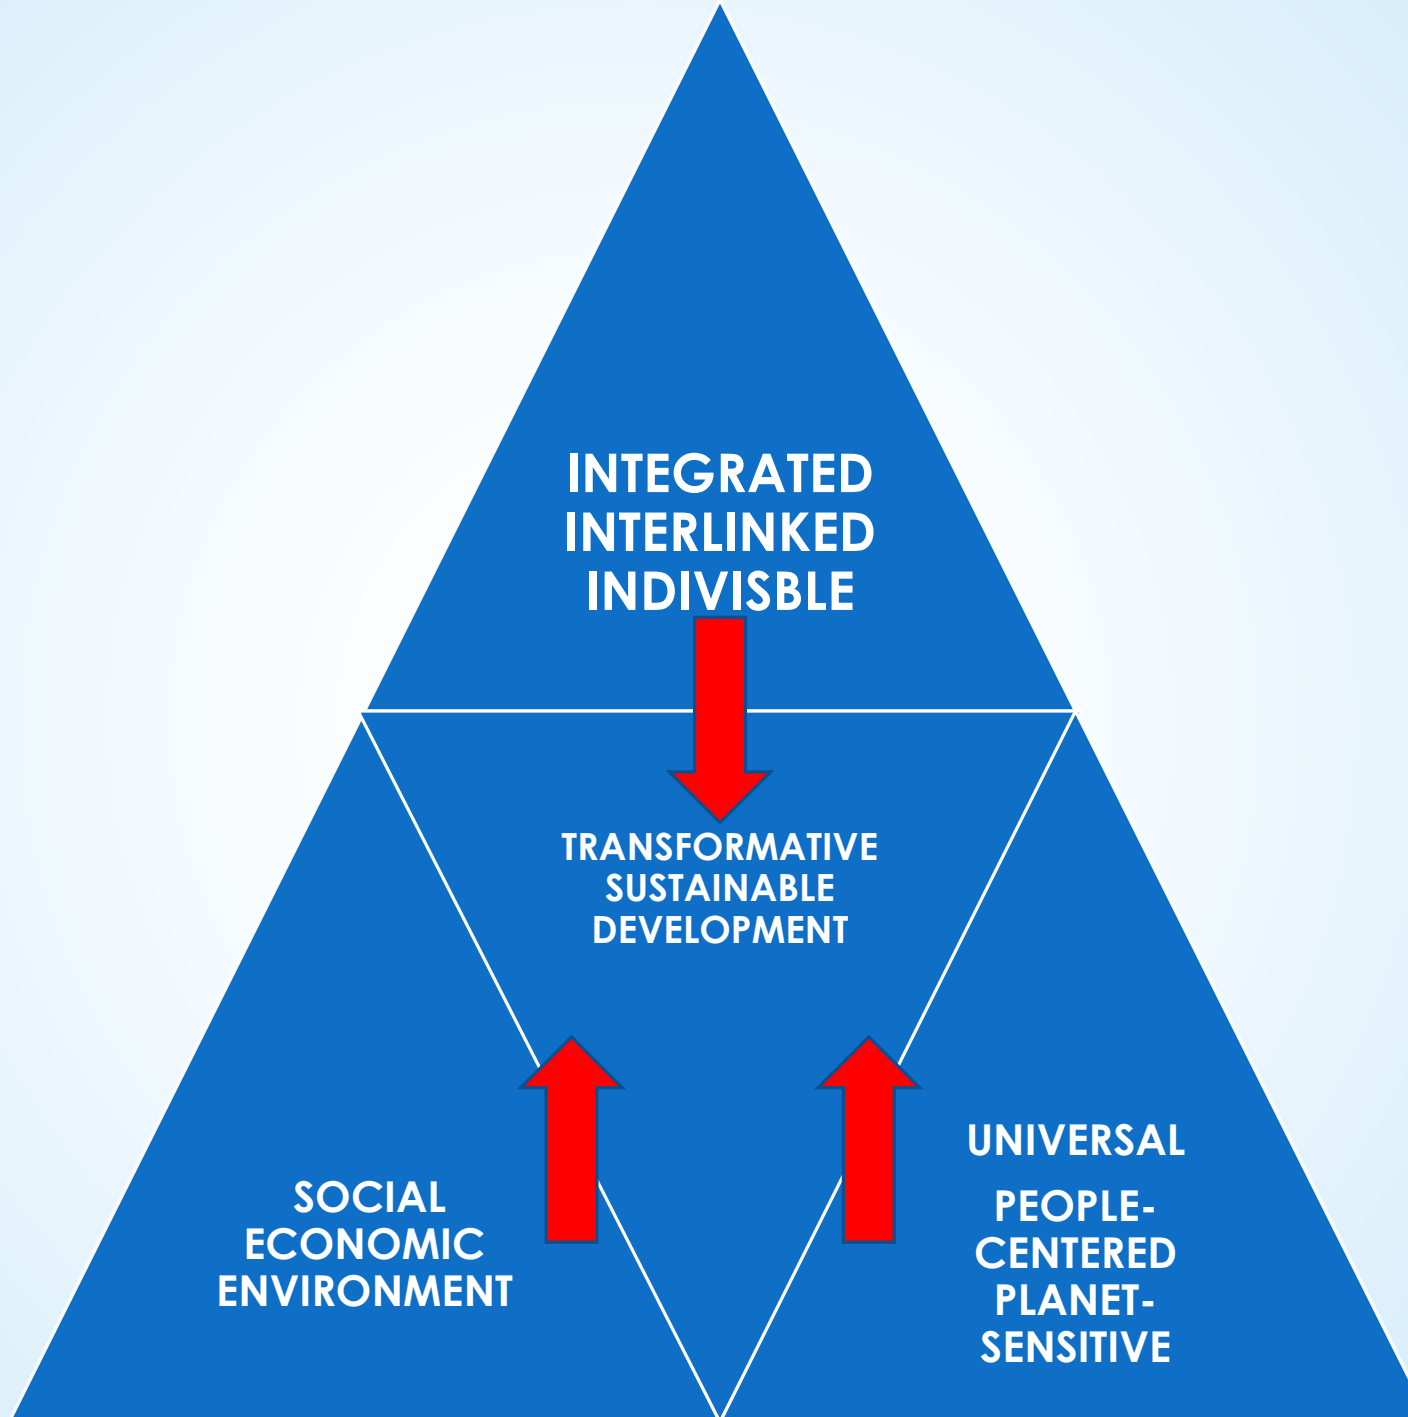 INTEGRATED
INTERLINKED
INDIVISBLE
TRANSFORMATIVE
SUSTAINABLE
DEVELOPMENT
SOCIAL
ECONOMIC
ENVIRONMENT
UNIVERSAL
PEOPLE-
CENTERED
PLANET-
SENSITIVE